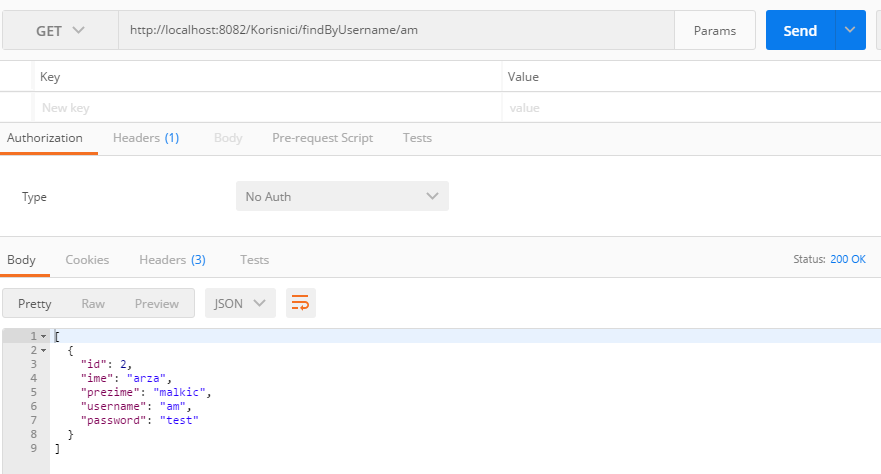 GET http://localhost:8082/Korisnici/findByUsername/am Params Send
Key Value
New key value
Authorization Headers (1) Body Pre-request Script Tests
Type No Auth
Body Cookies Headers (3) Tests Status: 200 OK
Pretty Raw Preview JSON
1 [
2 {
3 "id": 2,
4 "ime": "arza",
5 "prezime": "malkic",
6 "username": "am",
7 "password": "test"
8 }
9 ]